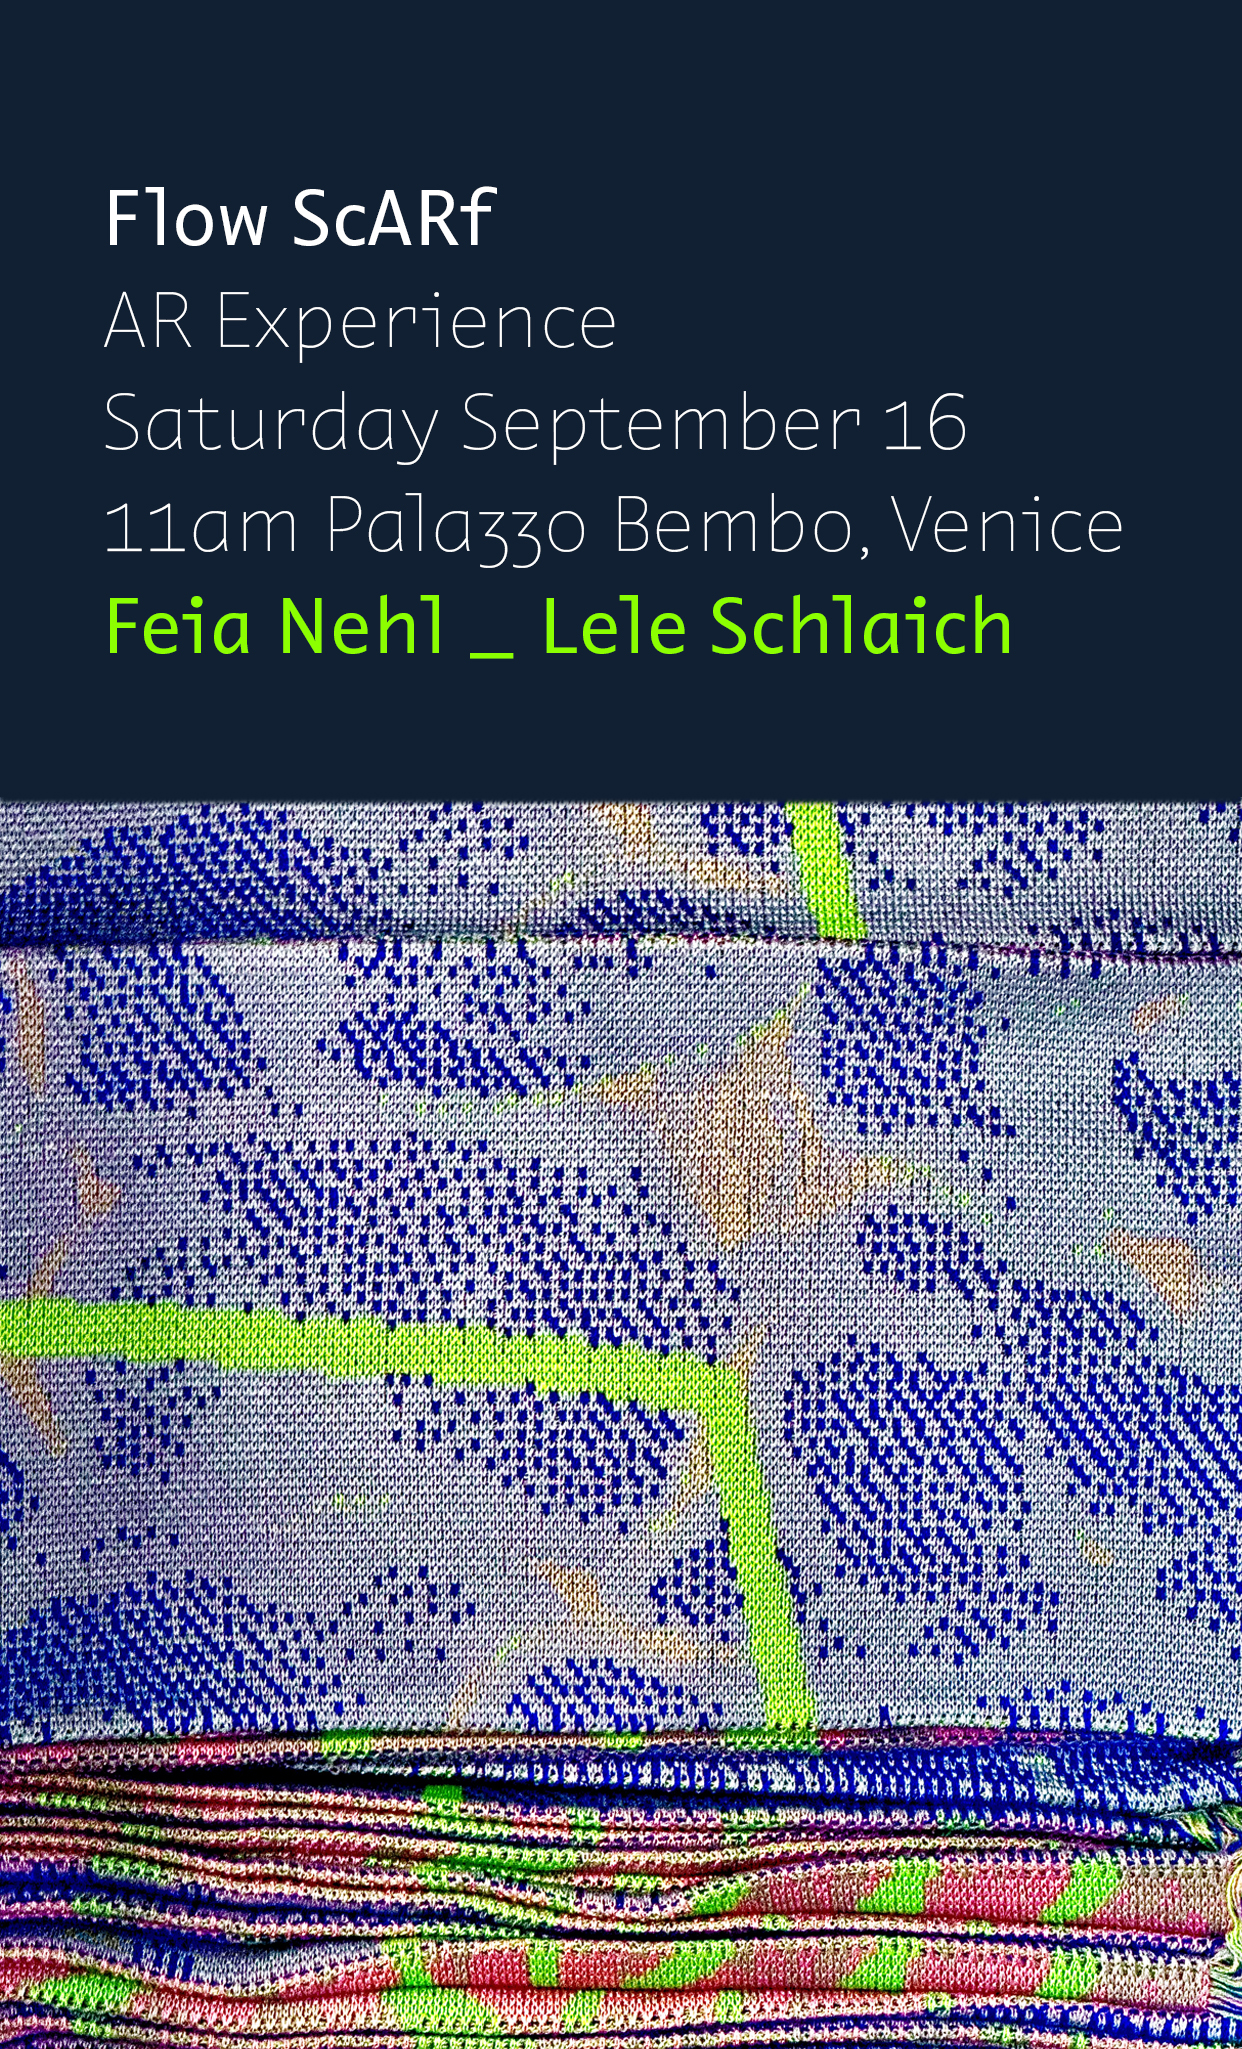 Flow ScARf
AR Experience
Saturday September 16
11am Palazzo Bembo, Venice
Feia Nehl _ Lele Schlaich